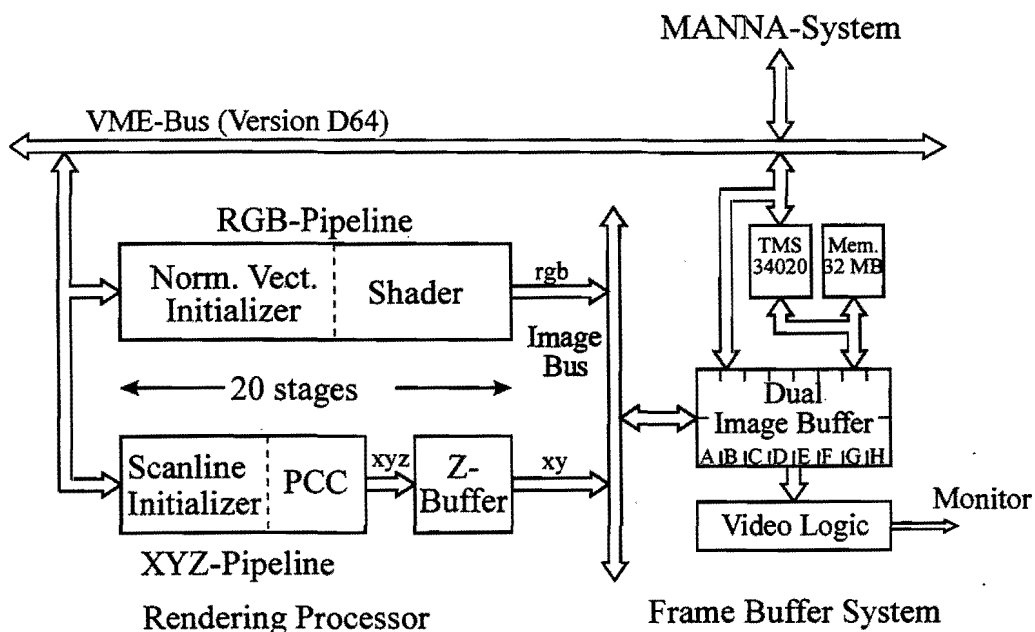 MANNA-System
VME-Bus (Version D64)
RGB-Pipeline
Norm. Vect.
Initializer
Shader
rgb
Image
Bus
20 stages
Scanline
Initializer
PCC
xyz
Z-
Buffer
xy
XYZ-Pipeline
Rendering Processor
TMS
34020
Mem.
32 MB
Dual
Image Buffer
A B C D E F G H
Video Logic
Monitor
Frame Buffer System